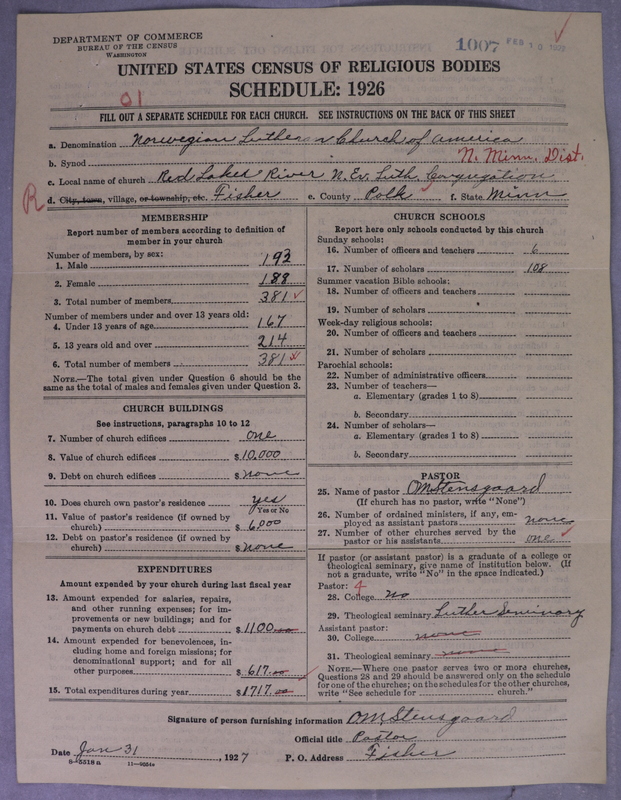 DEPARTMENT OF COMMERCE
BUREAU OF THE CENSUS
WASHINGTON
1007 FEB 10 1927
UNITED STATES CENSUS OF RELIGIOUS BODIES
SCHEDULE: 1926
01
FILL OUT A SEPARATE SCHEDULE FOR EACH CHURCH. SEE INSTRUCTIONS ON THE BACK OF THIS SHEET
a. Denomination Norwegian Lutheran Church of America
b. Synod N. Minn. Dist.
c. Local name of church Red Lake River N. Ev. Luth. Congregation
R d. City, town, village, or township, etc. Fisher e. County Polk f. State Minn
MEMBERSHIP
Report number of members according to definition of
member in your church
Number of members, by sex:
1. Male 193
2. Female 188
3. Total number of members 381
Number of members under and over 13 years old:
4. Under 13 years of age 167
5. 13 years old and over 214
6. Total number of members 381
NOTE.—The total given under Question 6 should be
same as the total of males and females given under Question 3.
CHURCH BUILDINGS
See instructions, paragraphs 10 to 12
7. Number of church edifices one
8. Value of church edifices $10,000
9. Debt on church edifices $none
10. Does church own pastor's residence yes
Yes or No
11. Value of pastor's residence (if owned by
church) $6000
12. Debt on pastor's residence (if owned by
church) $none
EXPENDITURES
Amount expended by your church during last fiscal year
13. Amount expended for salaries, repairs,
and other running expenses; for im-
provements or new buildings; and for
payments on church debt $1100.00
14. Amount expended for benevolences, in-
cluding home and foreign missions; for
denominational support; and for all
other purposes $617.00
15. Total expenditures during year $1717.00
CHURCH SCHOOLS
Report here only schools conducted by this church
Sunday schools:
16. Number of officers and teachers 6
17. Number of scholars 108
Summer vacation Bible schools:
18. Number of officers and teachers
19. Number of scholars
Week-day religious schools:
20. Number of officers and teachers
21. Number of scholars
Parochial schools:
22. Number of administrative officers
23. Number of teachers—
a. Elementary (grades 1 to 8)
b. Secondary
24. Number of scholars—
a. Elementary (grades 1 to 8)
b. Secondary
PASTOR
25. Name of pastor OM Stensgaard
(If church has no pastor, write "None")
26. Number of ordained ministers, if any, em-
ployed as assistant pastors none
27. Number of other churches served by the
pastor or his assistants one
If pastor (or assistant pastor) is a graduate of a college or
theological seminary, give name of institution below. (If
not a graduate, write "No" in the space indicated.)
Pastor: 4
28. College no
29. Theological seminary Luther Seminary
Assistant pastor:
30. College none
31. Theological seminary none
NOTE.—Where one pastor serves two or more churches,
Questions 28 and 29 should be answered only on the schedule
for one of the churches; on the schedules for the other churches,
write "See schedule for church."
Signature of person furnishing information OM Stensgaard
Official title Pastor
Date Jan 31, 1927 P. O. Address Fisher
8-5518a 11-9034a